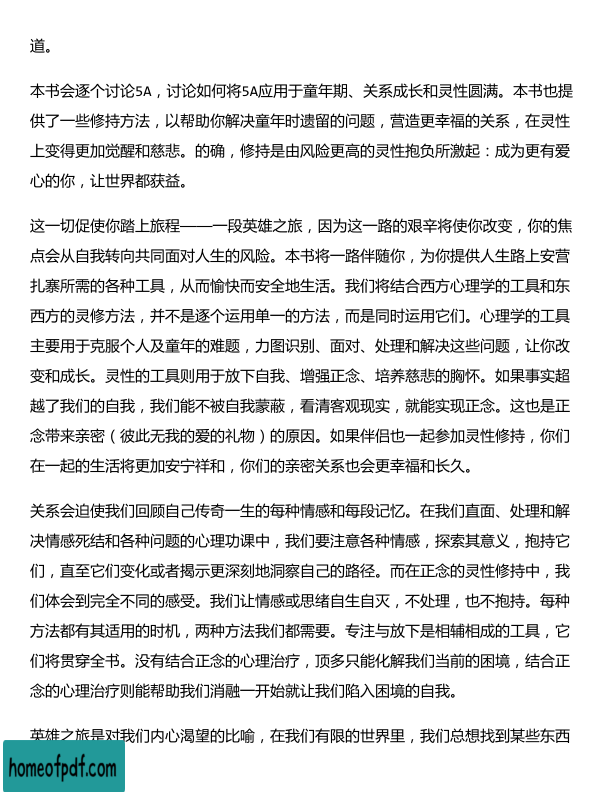 道。
本书会逐个讨论5A，讨论如何将5A应用于童年期、关系成长和灵性圆满。本书也提
供了一些修持方法，以帮助你解决童年时遗留的问题，营造更幸福的关系，在灵性
上变得更加觉醒和慈悲。的确，修持是由风险更高的灵性抱负所激起：成为更有爱
心的你，让世界都获益。
这一切促使你踏上旅程——一段英雄之旅，因为这一路的艰辛将使你改变，你的焦
点会从自我转向共同面对人生的风险。本书将一路伴随你，为你提供人生路上安营
扎寨所需的各种工具，从而愉快而安全地生活。我们将结合西方心理学的工具和东
西方的灵修方法，并不是逐个运用单一的方法，而是同时运用它们。心理学的工具
主要用于克服个人及童年的难题，力图识别、面对、处理和解决这些问题，让你改
变和成长。灵性的工具则用于放下自我、增强正念、培养慈悲的胸怀。如果事实超
越了我们的自我，我们能不被自我蒙蔽，看清客观现实，就能实现正念。这也是正
念带来亲密（彼此无我的爱的礼物）的原因。如果伴侣也一起参加灵性修持，你们
在一起的生活将更加安宁祥和，你们的亲密关系也会更幸福和长久。
关系会迫使我们回顾自己传奇一生的每种情感和每段记忆。在我们直面、处理和解
决情感死结和各种问题的心理功课中，我们要注意各种情感，探索其意义，抱持它
们，直至它们变化或者揭示更深刻地洞察自己的路径。而在正念的灵性修持中，我
们体会到完全不同的感受。我们让情感或思绪自生自灭，不处理，也不抱持。每种
方法都有其适用的时机，两种方法我们都需要。专注与放下是相辅相成的工具，它
们将贯穿全书。没有结合正念的心理治疗，顶多只能化解我们当前的困境，结合正
念的心理治疗则能帮助我们消融一开始就让我们陷入困境的自我。
英雄之旅是对我们内心渴望的比喻，在我们有限的世界里，我们总想找到某些东西
homeofpdf.com